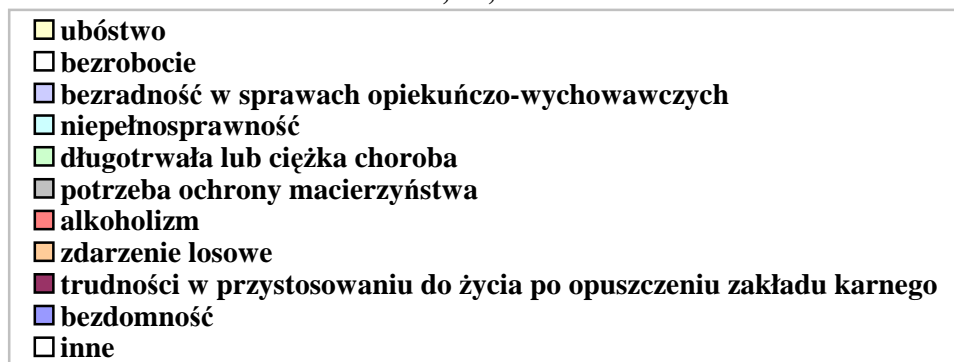 ubóstwo
bezrobocie
bezradność w sprawach opiekuńczo-wychowawczych
niepełnosprawność
długotrwała lub ciężka choroba
potrzeba ochrony macierzyństwa
alkoholizm
zdarzenie losowe
trudności w przystosowaniu do życia po opuszczeniu zakładu karnego
bezdomność
inne